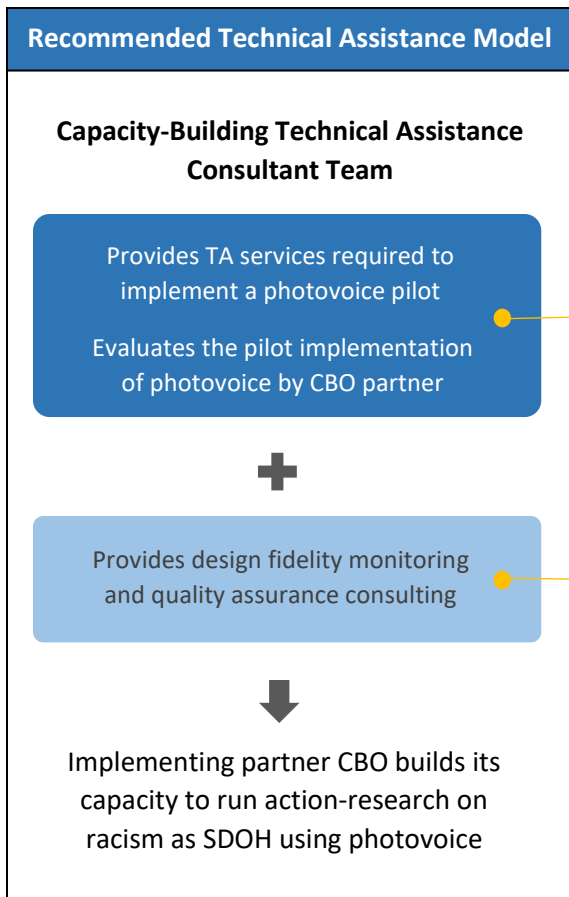 Recommended Technical Assistance Model
Capacity-Building Technical Assistance
Consultant Team
Provides TA services required to
implement a photovoice pilot
Evaluates the pilot implementation
of photovoice by CBO partner
Provides design fidelity monitoring
and quality assurance consulting
Implementing partner CBO builds its
capacity to run action-research on
racism as SDOH using photovoice